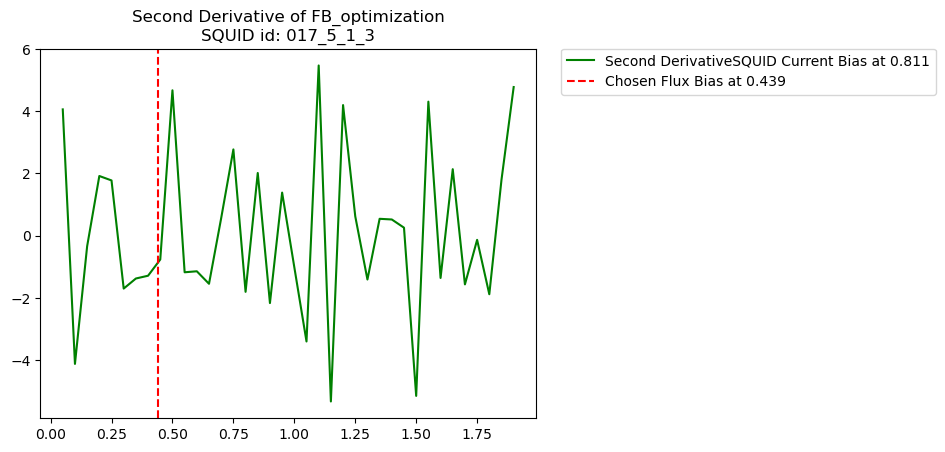 Second Derivative of FB_optimization
SQUID id: 017_5_1_3
Second DerivativeSQUID Current Bias at 0.811
Chosen Flux Bias at 0.439
6
4
2
0
−2
−4
0.00 0.25 0.50 0.75 1.00 1.25 1.50 1.75